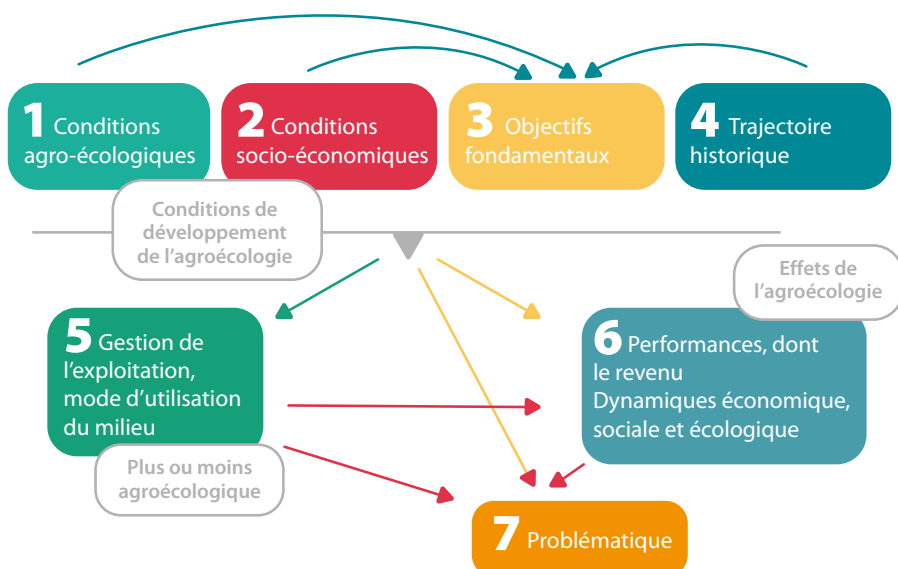 1 Conditions
agro-écologiques
2 Conditions
socio-économiques
3 Objectifs
fondamentaux
4 Trajectoire
historique
Conditions de
développement
de l’agroécologie
Effets de
l’agroécologie
5 Gestion de
l’exploitation,
mode d’utilisation
du milieu
Plus ou moins
agroécologique
6 Performances, dont
le revenu
Dynamiques économique,
sociale et écologique
7 Problématique